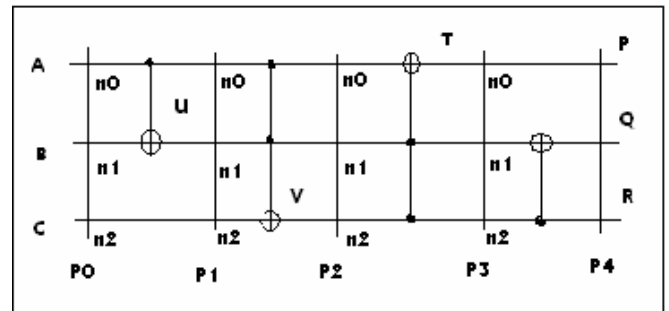 T
A P
n0 n0 n0 n0
U
B Q
n1 n1 n1 n1
V
C R
n2 n2 n2 n2
P0 P1 P2 P3 P4